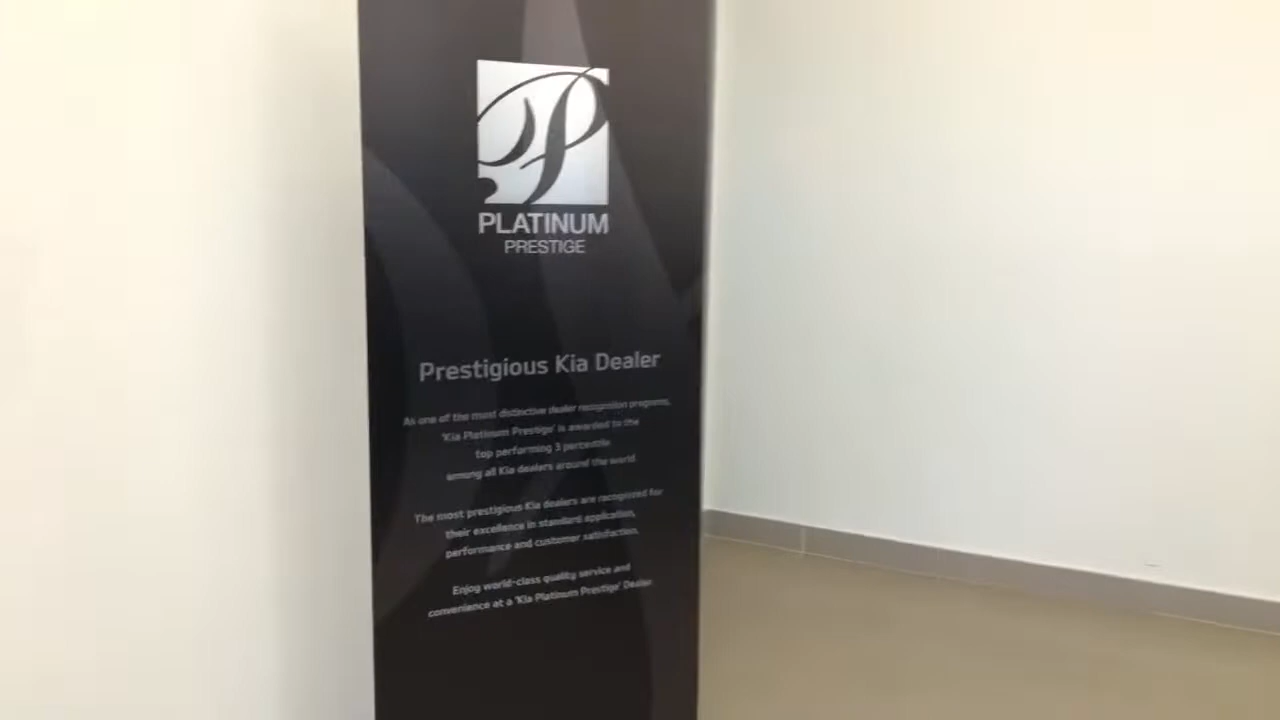 P
PLATINUM
PRESTIGE
Prestigious Kia Dealer
As one of the most distinctive dealer recognition programs,
'Kia Platinum Prestige' is awarded to the
top performing 3 percentile
among all Kia dealers around the world
The most prestigious Kia dealers are recognized for
their excellence in standard application,
performance and customer satisfaction.
Enjoy world-class quality service and
convenience at a 'Kia Platinum Prestige' Dealer